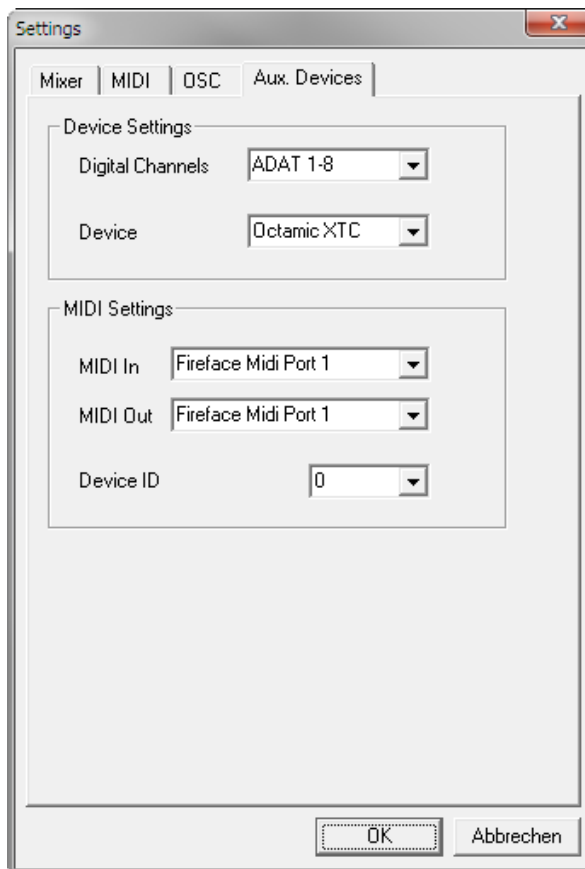 Settings
Mixer MIDI OSC Aux. Devices
Device Settings
Digital Channels ADAT 1-8
Device Octamic XTC
MIDI Settings
MIDI In Fireface Midi Port 1
MIDI Out Fireface Midi Port 1
Device ID 0
OK Abbrechen